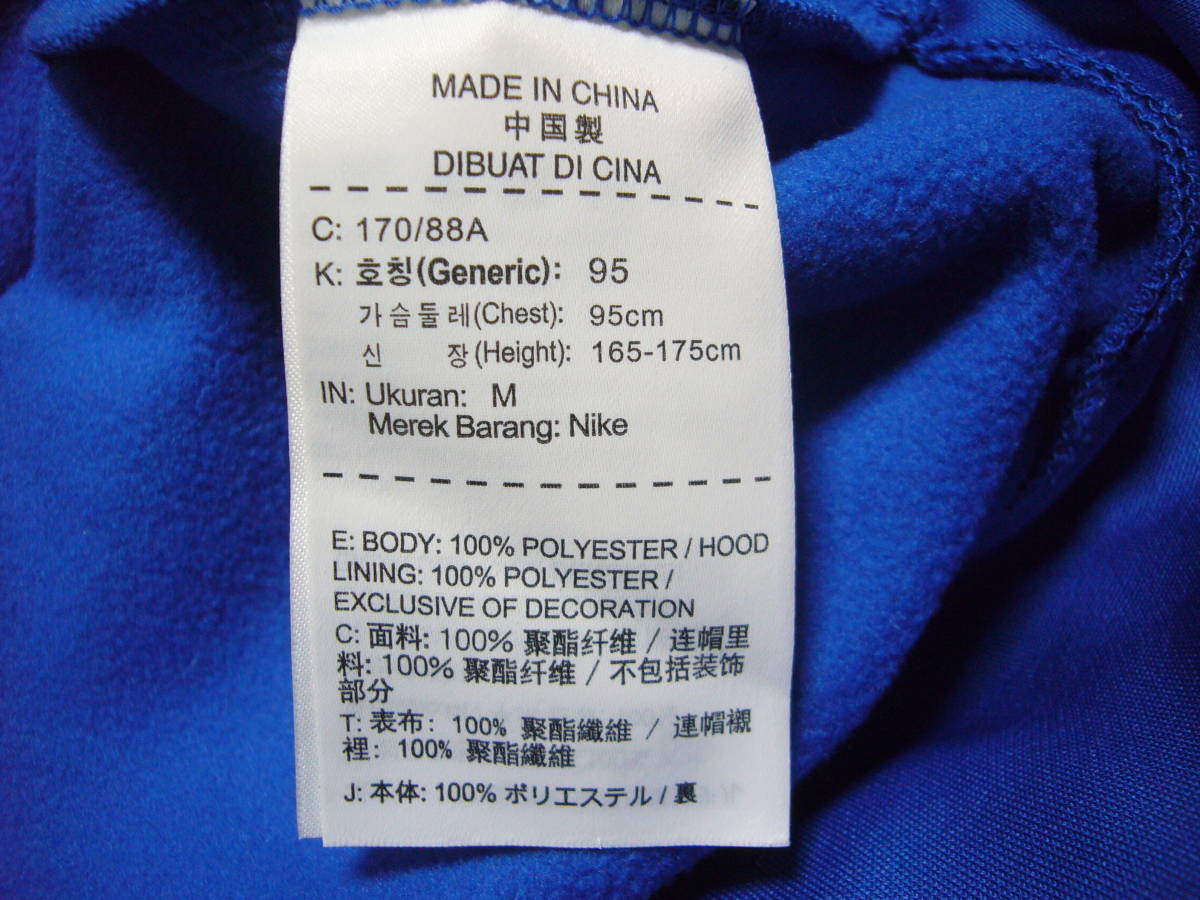 MADE IN CHINA
中国製
DIBUAT DI CINA
C: 170/88A
K: 호칭(Generic): 95
가슴둘레(Chest): 95cm
신 장(Height): 165-175cm
IN: Ukuran: M
Merek Barang: Nike
E: BODY: 100% POLYESTER / HOOD
LINING: 100% POLYESTER /
EXCLUSIVE OF DECORATION
C: 面料: 100% 聚酯纤维 / 连帽里
料: 100% 聚酯纤维 / 不包括装饰
部分
T: 表布: 100% 聚酯纖維 / 連帽襯
裡: 100% 聚酯纖維
J: 本体: 100% ポリエステル / 裏